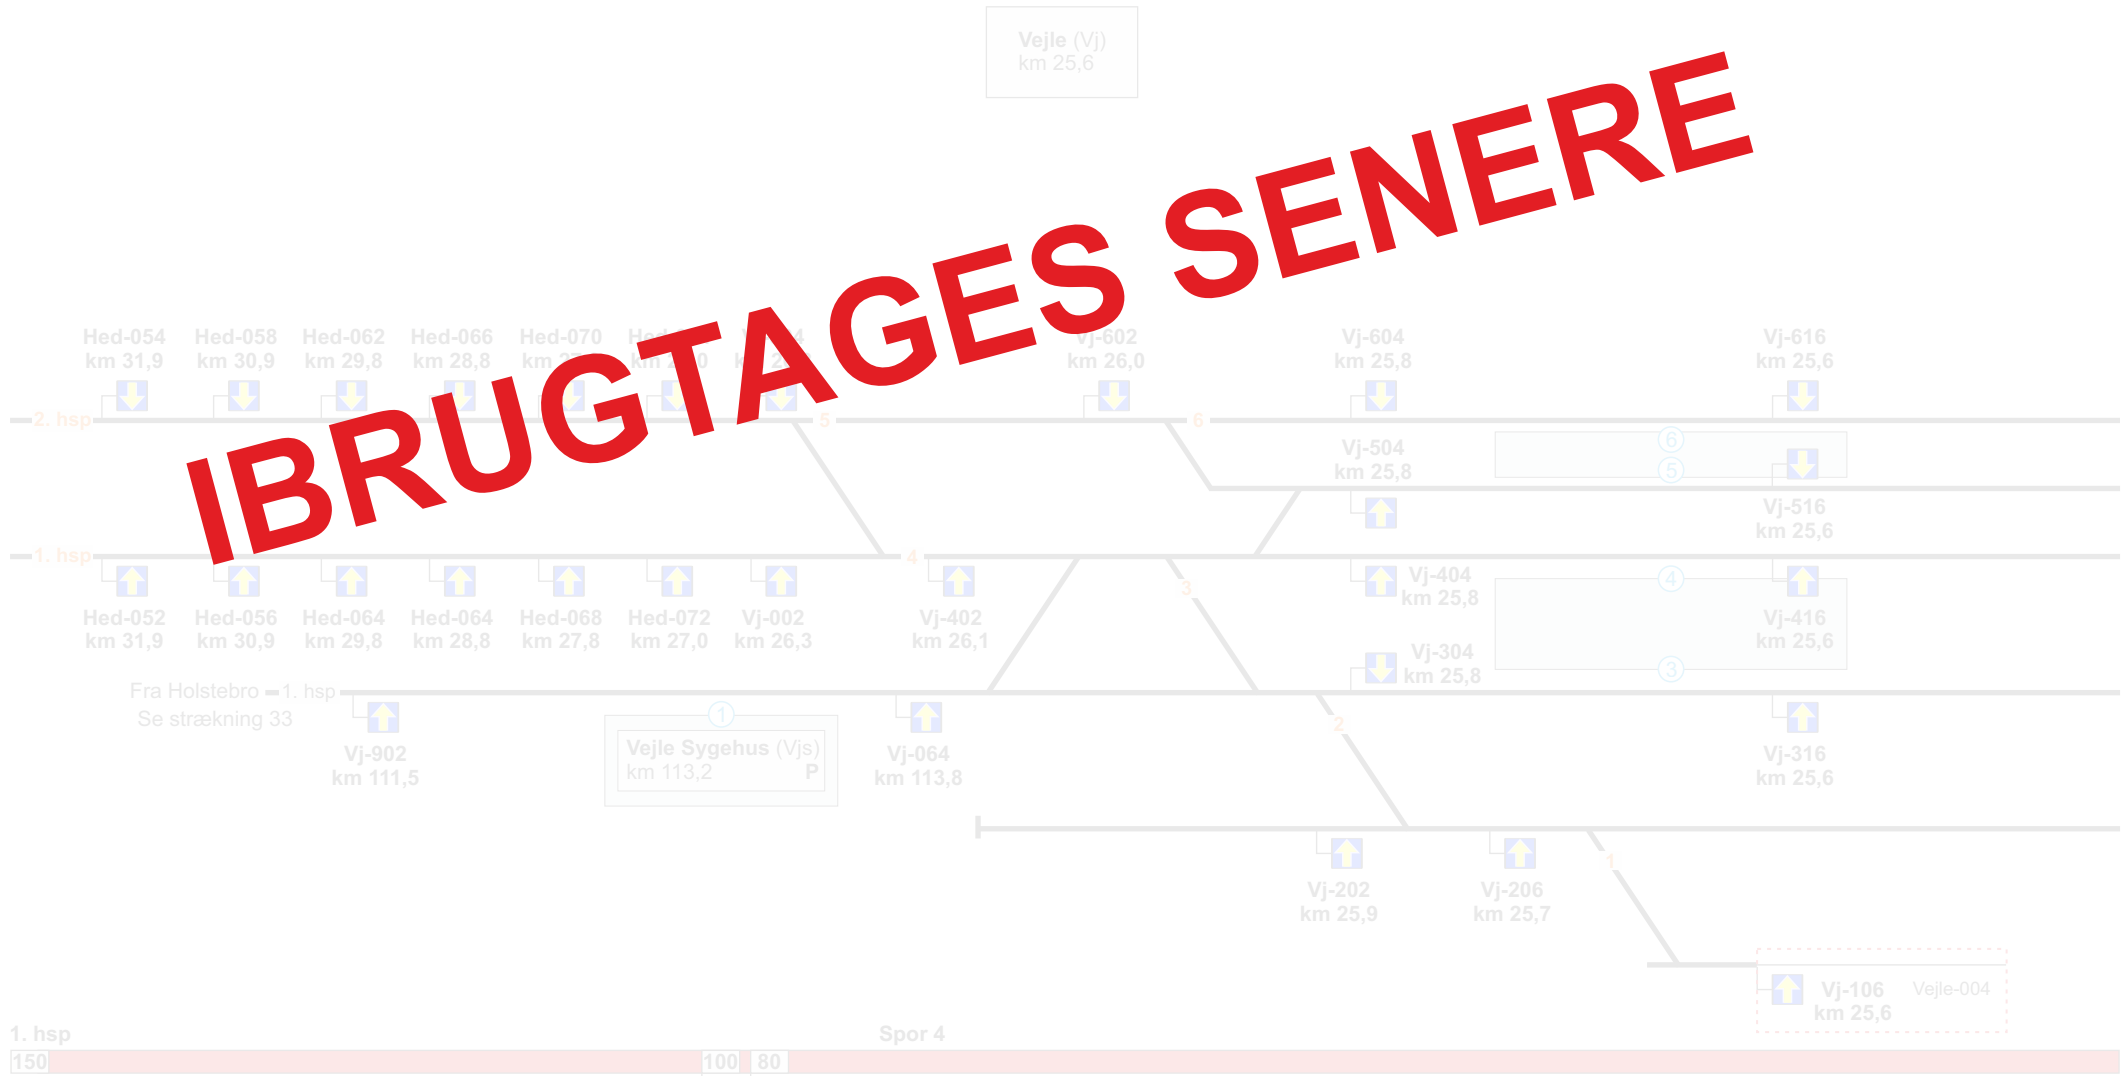 Vejle (Vj)
km 25,6
IBRUGTAGES SENERE
Hed-054
km 31,9
Hed-058
km 30,9
Hed-062
km 29,8
Hed-066
km 28,8
Hed-070
km
Vj-602
km 26,0
Vj-604
km 25,8
Vj-616
km 25,6
2. hsp
5
6
Vj-504
km 25,8
6
5
Vj-516
km 25,6
1. hsp
4
3
Hed-052
km 31,9
Hed-056
km 30,9
Hed-064
km 29,8
Hed-064
km 28,8
Hed-068
km 27,8
Hed-072
km 27,0
Vj-002
km 26,3
Vj-402
km 26,1
Vj-404
km 25,8
4
Vj-416
km 25,6
Vj-304
km 25,8
3
Fra Holstebro
1. hsp
Se strækning 33
Vj-902
km 111,5
1
Vejle Sygehus (Vjs)
km 113,2 P
Vj-064
km 113,8
2
Vj-316
km 25,6
Vj-202
km 25,9
Vj-206
km 25,7
1
Vj-106 Vejle-004
km 25,6
1. hsp
Spor 4
150
100
80